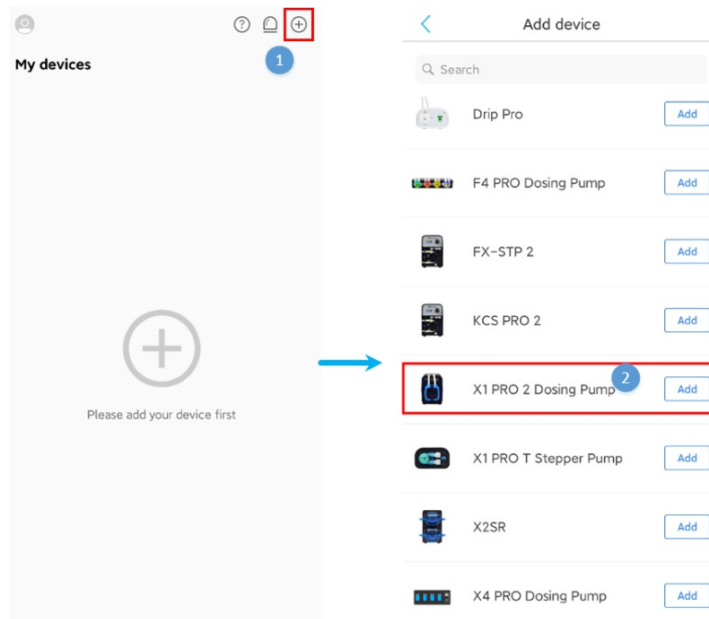 My devices
1
Please add your device first
Add device
Search
Drip Pro
Add
F4 PRO Dosing Pump
Add
FX-STP 2
Add
KCS PRO 2
Add
X1 PRO 2 Dosing Pump
2
Add
X1 PRO T Stepper Pump
Add
X2SR
Add
X4 PRO Dosing Pump
Add